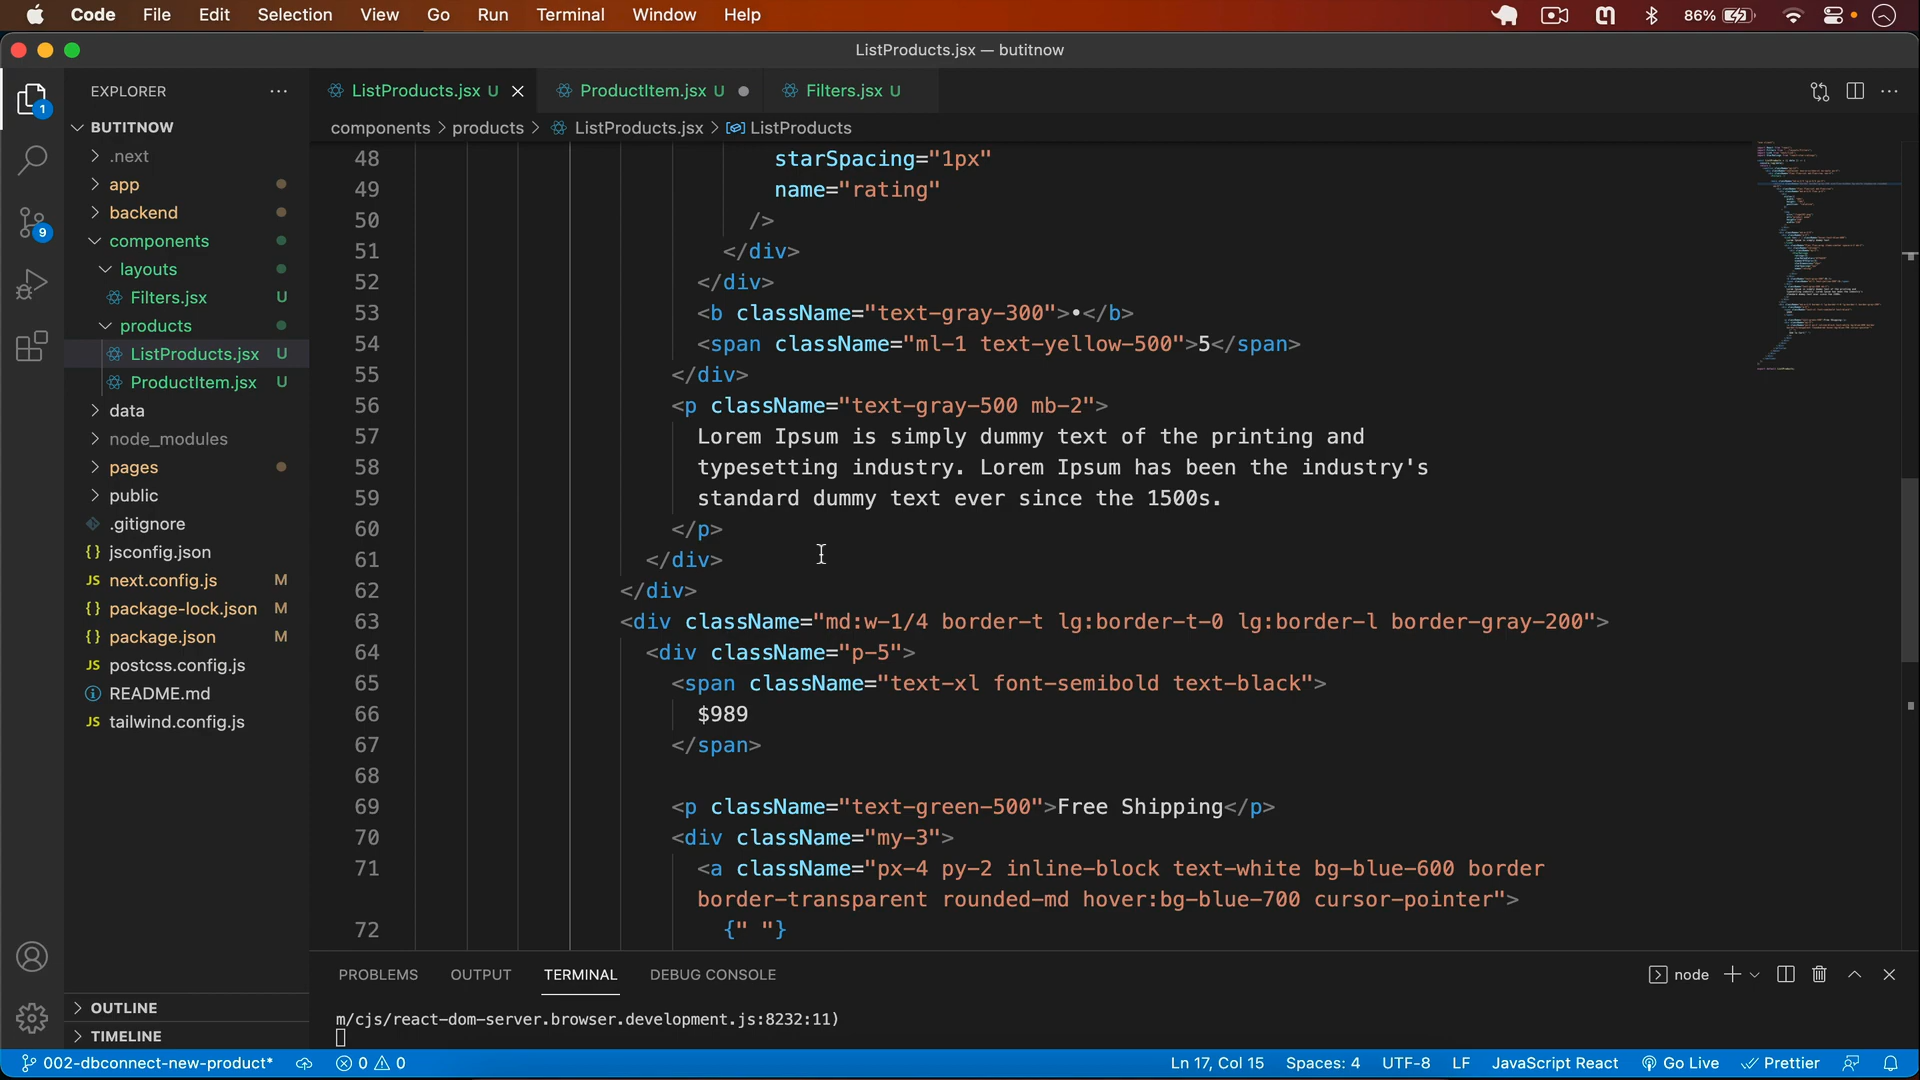 Code File Edit Selection View Go Run Terminal Window Help 86%
ListProducts.jsx — butitnow
EXPLORER
ListProducts.jsx U
ProductItem.jsx U
Filters.jsx U
1
components > products > ListProducts.jsx > ListProducts
BUTITNOW
.next
app
backend
components
layouts
Filters.jsx U
products
ListProducts.jsx U
ProductItem.jsx U
data
node_modules
pages
public
.gitignore
{} jsconfig.json
JS next.config.js M
{} package-lock.json M
{} package.json M
JS postcss.config.js
README.md
JS tailwind.config.js
9
48 starSpacing="1px"
49 name="rating"
50 />
51 </div>
52 </div>
53 <b className="text-gray-300">•</b>
54 <span className="ml-1 text-yellow-500">5</span>
55 </div>
56 <p className="text-gray-500 mb-2">
57 Lorem Ipsum is simply dummy text of the printing and
58 typesetting industry. Lorem Ipsum has been the industry's
59 standard dummy text ever since the 1500s.
60 </p>
61 </div>
62 </div>
63 <div className="md:w-1/4 border-t lg:border-t-0 lg:border-l border-gray-200">
64 <div className="p-5">
65 <span className="text-xl font-semibold text-black">
66 $989
67 </span>
68
69 <p className="text-green-500">Free Shipping</p>
70 <div className="my-3">
71 <a className="px-4 py-2 inline-block text-white bg-blue-600 border
border-transparent rounded-md hover:bg-blue-700 cursor-pointer">
72 {" "}
OUTLINE
TIMELINE
PROBLEMS OUTPUT TERMINAL DEBUG CONSOLE
node
m/cjs/react-dom-server.browser.development.js:8232:11)
002-dbconnect-new-product* 0 0 Ln 17, Col 15 Spaces: 4 UTF-8 LF JavaScript React Go Live Prettier